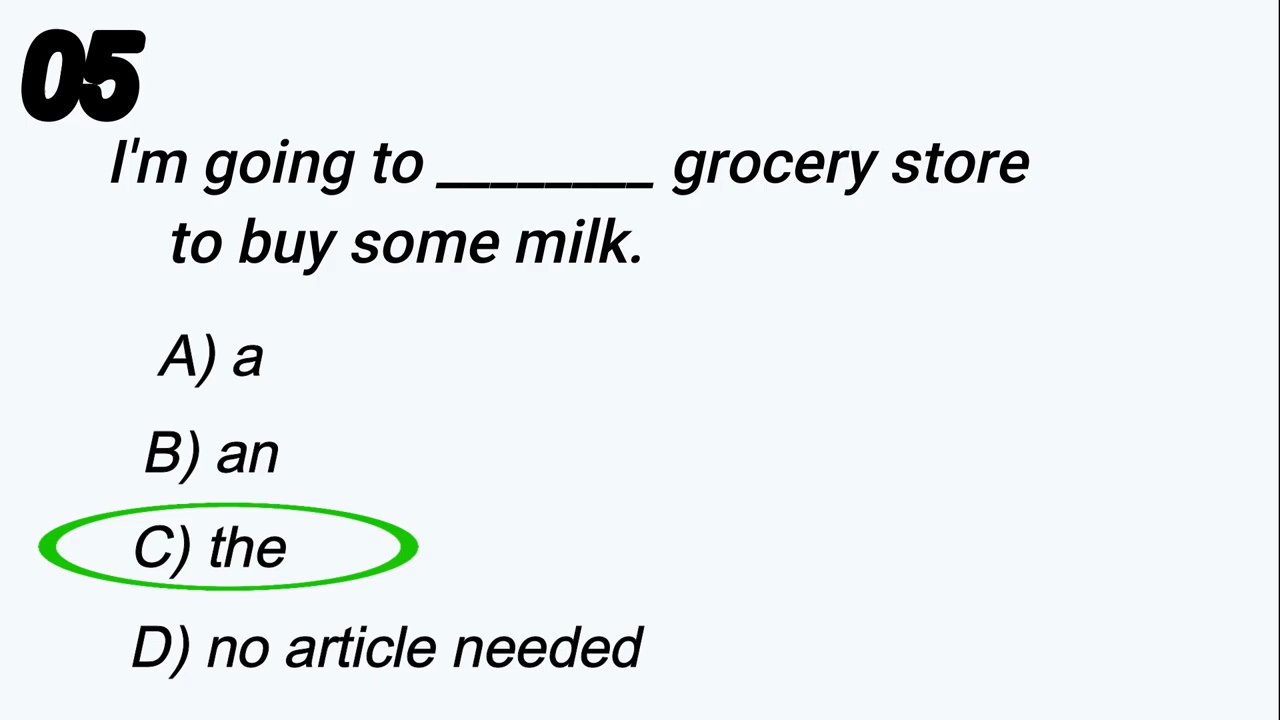 05
I'm going to ________ grocery store
to buy some milk.
A) a
B) an
C) the
D) no article needed